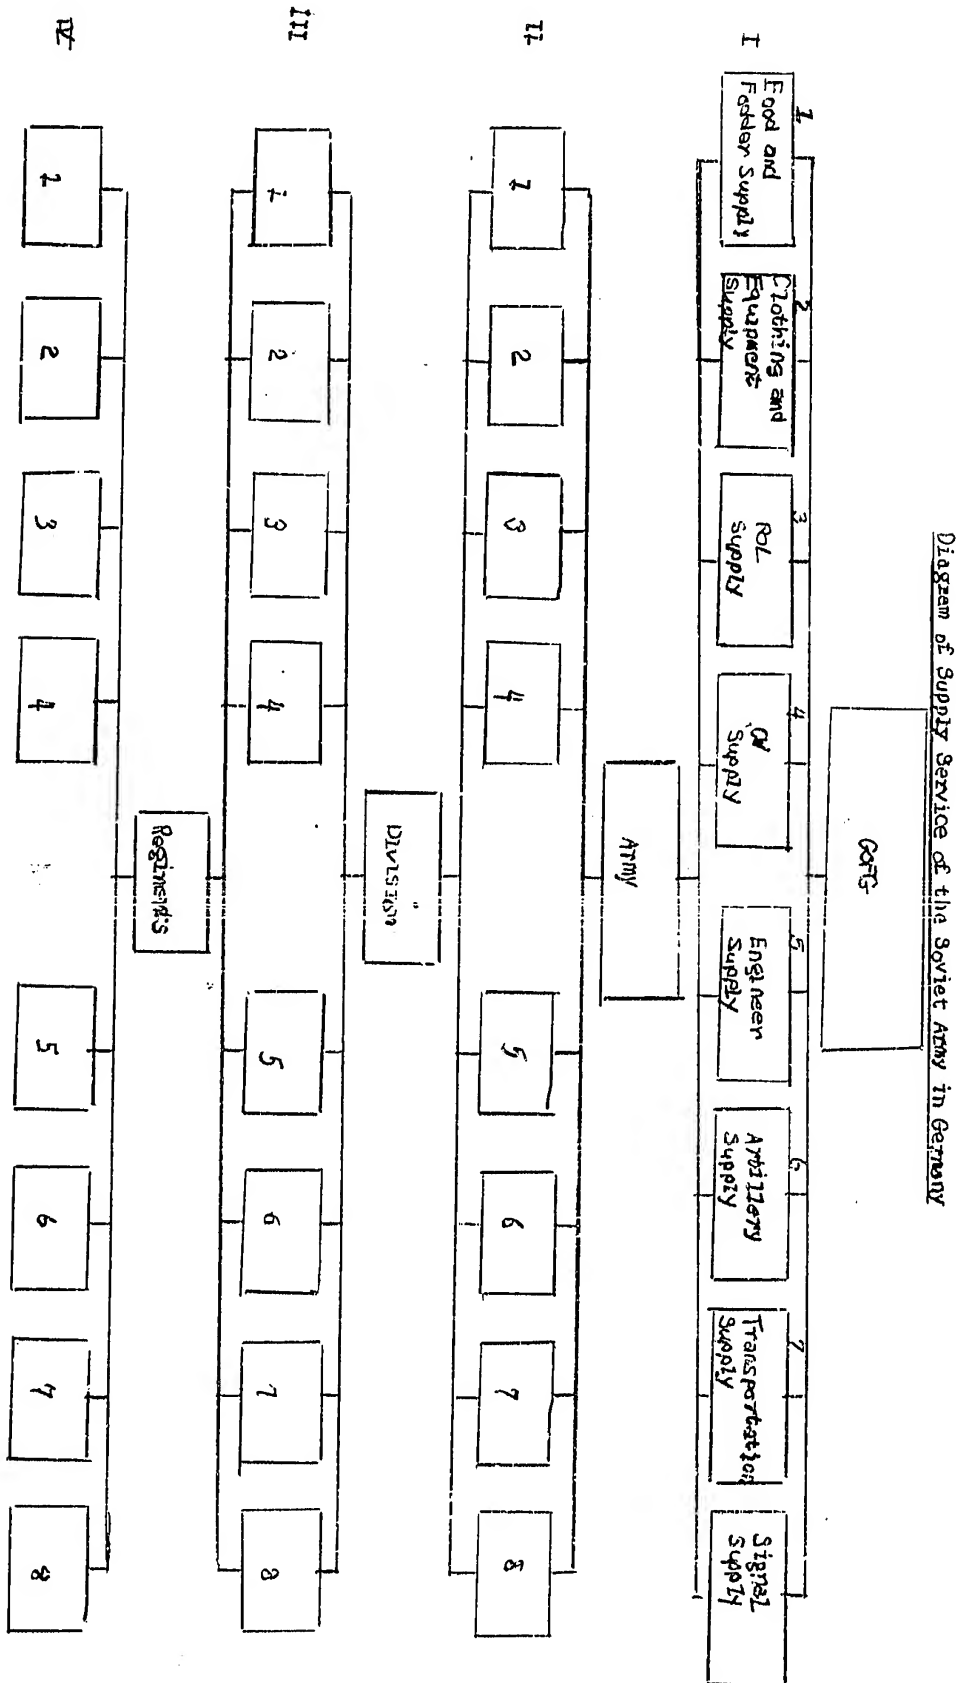 Diagram of Supply Service of the Soviet Army in Germany
GOFG
I
1
Food and
Fodder Supply
2
Clothing and
Equipment
Supply
3
POL
Supply
4
Supply
5
Engineer
Supply
6
Artillery
Supply
7
Transportation
Supply
Signal
Supply
Army
II
1
2
3
4
5
6
7
8
Division
III
1
2
3
4
5
6
7
8
Regiments
IV
1
2
3
4
5
6
7
8